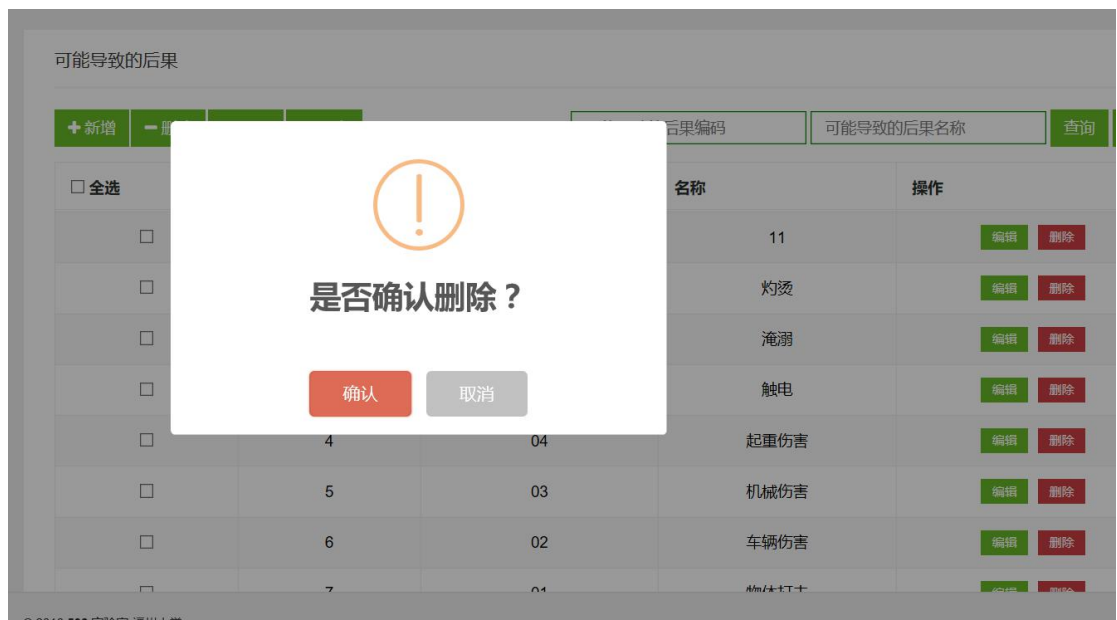 可能导致的后果
新增 删
后果编码 可能导致的后果名称 查询
全选 名称 操作
11 编辑 删除
灼烫 编辑 删除
是否确认删除？
淹溺 编辑 删除
触电 编辑 删除
确认 取消
4 04 起重伤害 编辑 删除
5 03 机械伤害 编辑 删除
6 02 车辆伤害 编辑 删除